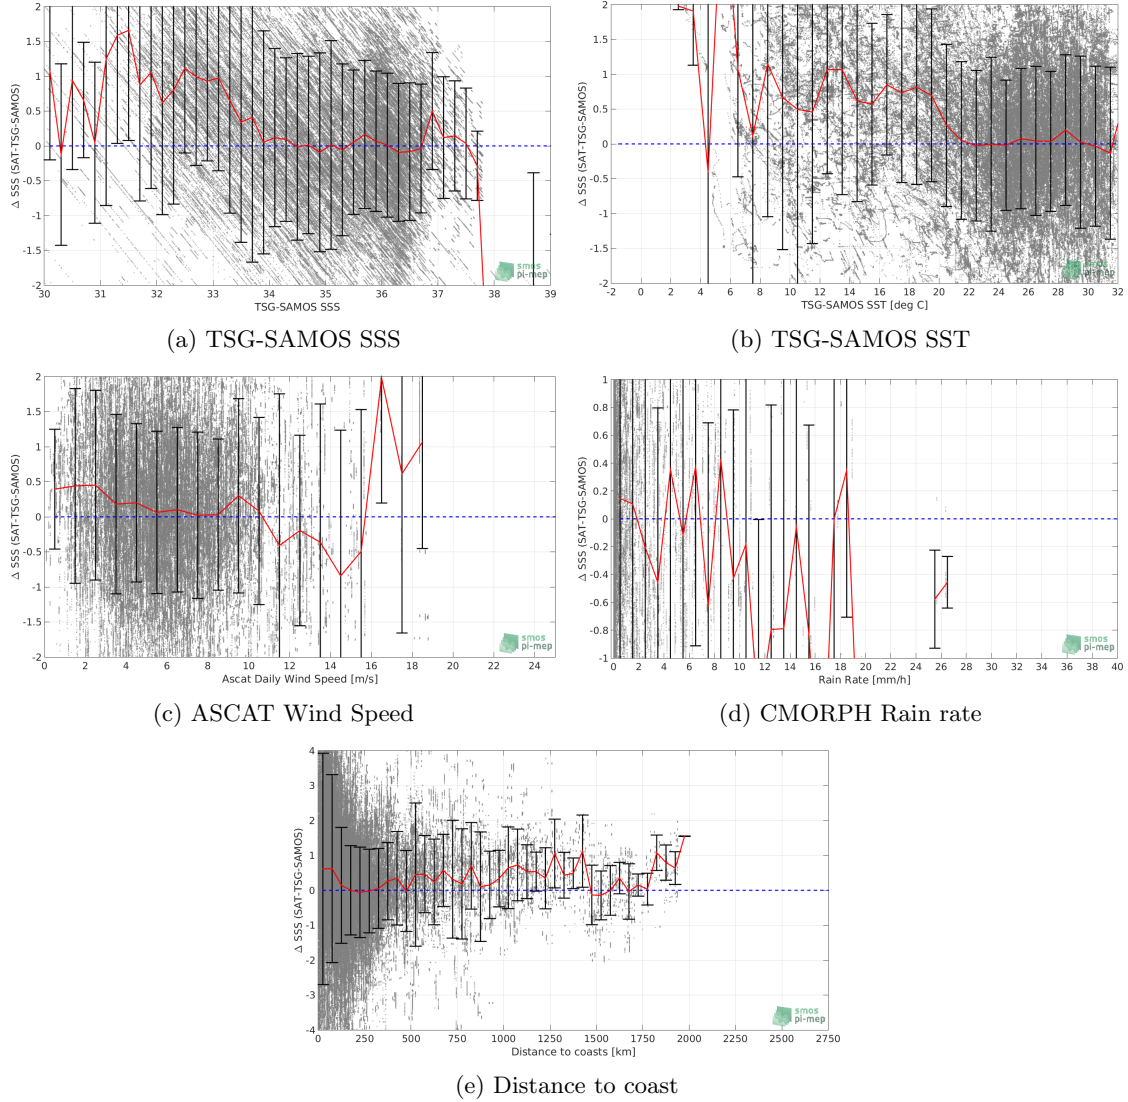 2
1.5
1
0.5
0
-0.5
-1
-1.5
-2
Δ SSS (SAT-TSG-SAMOS)
30 31 32 33 34 35 36 37 38 39
TSG-SAMOS SSS
smos
pi-mep
(a) TSG-SAMOS SSS
2
1.5
1
0.5
0
-0.5
-1
-1.5
-2
Δ SSS (SAT-TSG-SAMOS)
-2 0 2 4 6 8 10 12 14 16 18 20 22 24 26 28 30 32
TSG-SAMOS SST [deg C]
smos
pi-mep
(b) TSG-SAMOS SST
2
1.5
1
0.5
0
-0.5
-1
-1.5
-2
Δ SSS (SAT-TSG-SAMOS)
0 2 4 6 8 10 12 14 16 18 20 22 24
Ascat Daily Wind Speed [m/s]
smos
pi-mep
(c) ASCAT Wind Speed
1
0.8
0.6
0.4
0.2
0
-0.2
-0.4
-0.6
-0.8
-1
Δ SSS (SAT-TSG-SAMOS)
0 2 4 6 8 10 12 14 16 18 20 22 24 26 28 30 32 34 36 38 40
Rain Rate [mm/h]
smos
pi-mep
(d) CMORPH Rain rate
4
3
2
1
0
-1
-2
-3
-4
Δ SSS (SAT-TSG-SAMOS)
0 250 500 750 1000 1250 1500 1750 2000 2250 2500 2750
Distance to coasts [km]
smos
pi-mep
(e) Distance to coast